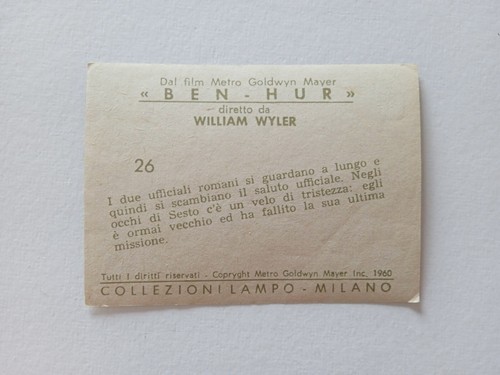 Dal film Metro Goldwyn Mayer
« BEN - HUR »
diretto da
WILLIAM WYLER
26
I due ufficiali romani si guardano a lungo e
quindi si scambiano il saluto ufficiale. Negli
occhi di Sesto c'è un velo di tristezza: egli
è ormai vecchio ed ha fallito la sua ultima
missione.
Tutti I diritti riservati - Copryght Metro Goldwyn Mayer Inc, 1960
COLLEZIONI LAMPO - MILANO